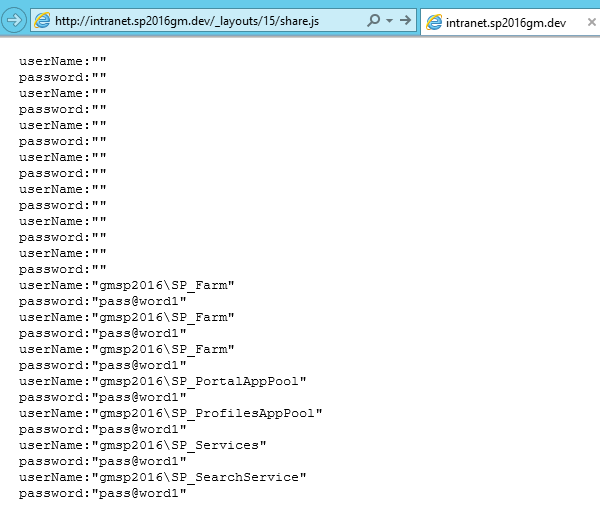 http://intranet.sp2016gm.dev/_layouts/15/share.js
intranet.sp2016gm.dev
userName:""
password:""
userName:""
password:""
userName:""
password:""
userName:""
password:""
userName:""
password:""
userName:""
password:""
userName:""
password:""
userName:"gmsp2016\SP_Farm"
password:"pass@word1"
userName:"gmsp2016\SP_Farm"
password:"pass@word1"
userName:"gmsp2016\SP_Farm"
password:"pass@word1"
userName:"gmsp2016\SP_PortalAppPool"
password:"pass@word1"
userName:"gmsp2016\SP_ProfilesAppPool"
password:"pass@word1"
userName:"gmsp2016\SP_Services"
password:"pass@word1"
userName:"gmsp2016\SP_SearchService"
password:"pass@word1"